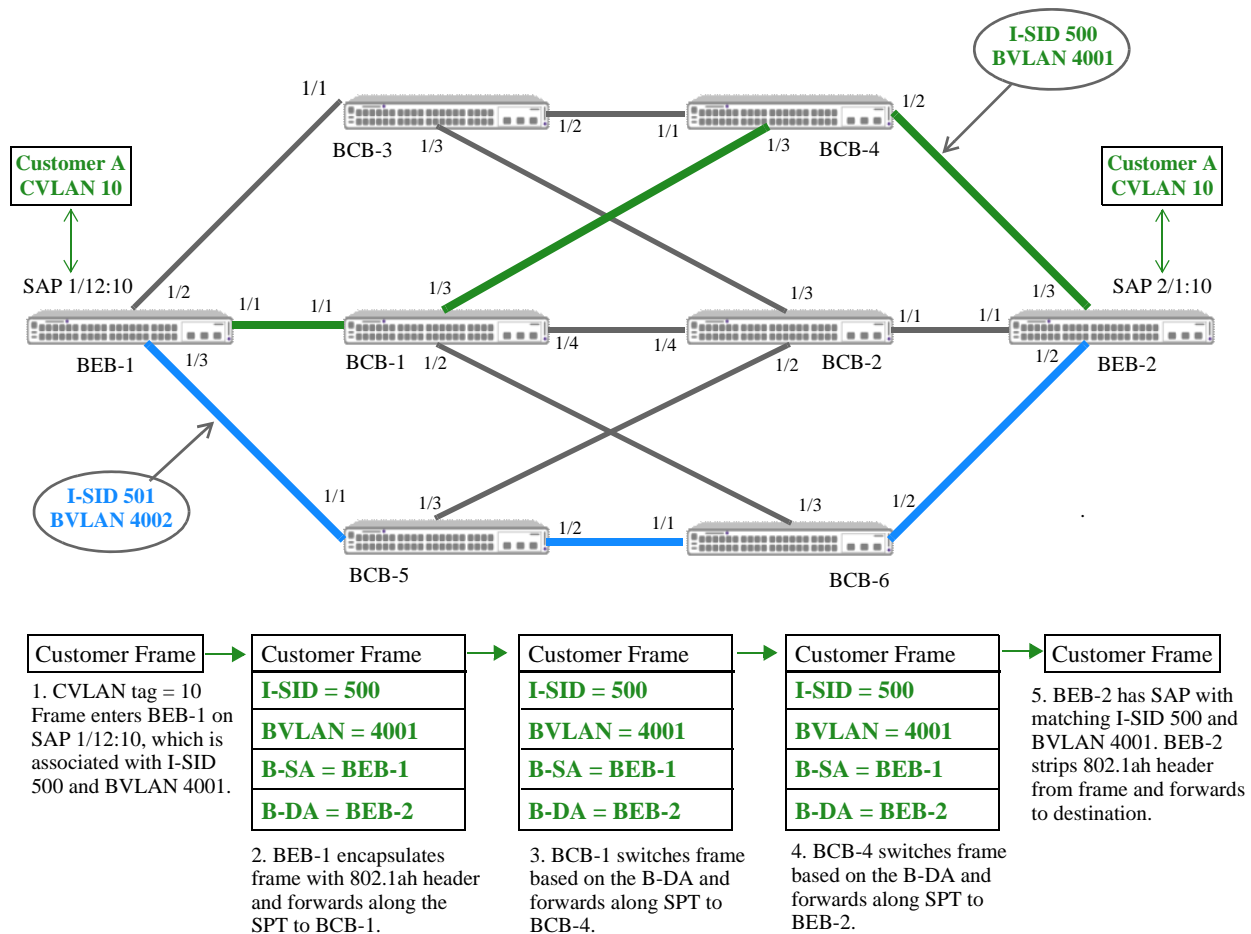 I-SID 500
BVLAN 4001
1/1
1/2
1/2
1/1
1/3
1/3
BCB-3
BCB-4
Customer A
CVLAN 10
Customer A
CVLAN 10
SAP 1/12:10
SAP 2/1:10
1/2
1/3
1/3
1/3
1/1
1/1
1/1
1/1
1/4
1/4
BEB-1
1/3
BCB-1
1/2
1/2
BCB-2
1/2
BEB-2
I-SID 501
BVLAN 4002
1/1
1/3
1/3
1/2
1/2
1/1
BCB-5
BCB-6
.
Customer Frame
1. CVLAN tag = 10
Frame enters BEB-1 on
SAP 1/12:10, which is
associated with I-SID
500 and BVLAN 4001.
Customer Frame
I-SID = 500
BVLAN = 4001
B-SA = BEB-1
B-DA = BEB-2
2. BEB-1 encapsulates
frame with 802.1ah header
and forwards along the
SPT to BCB-1.
Customer Frame
I-SID = 500
BVLAN = 4001
B-SA = BEB-1
B-DA = BEB-2
3. BCB-1 switches frame
based on the B-DA and
forwards along SPT to
BCB-4.
Customer Frame
I-SID = 500
BVLAN = 4001
B-SA = BEB-1
B-DA = BEB-2
4. BCB-4 switches frame
based on the B-DA and
forwards along SPT to
BEB-2.
Customer Frame
5. BEB-2 has SAP with
matching I-SID 500 and
BVLAN 4001. BEB-2
strips 802.1ah header
from frame and forwards
to destination.